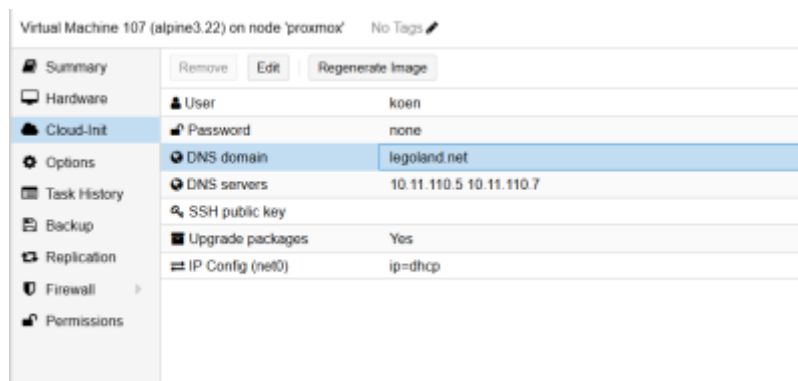 Virtual Machine 107 (alpine3.22) on node 'proxmox' No Tags
Summary
Hardware
Cloud-Init
Options
Task History
Backup
Replication
Firewall
Permissions
Remove Edit Regenerate Image
User koen
Password none
DNS domain legoland.net
DNS servers 10.11.110.5 10.11.110.7
SSH public key
Upgrade packages Yes
IP Config (net0) ip=dhcp